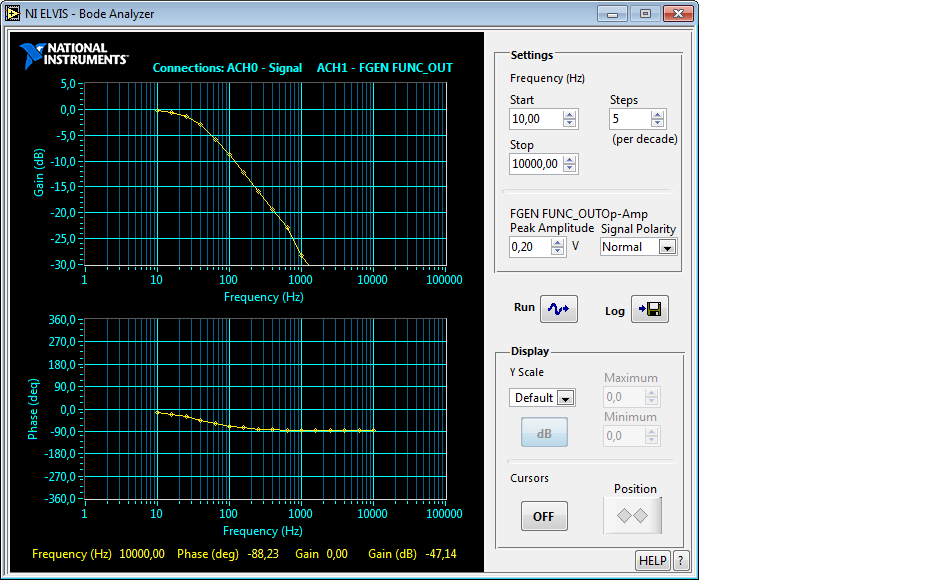 NI ELVIS - Bode Analyzer
NATIONAL
INSTRUMENTS™
Connections: ACH0 - Signal ACH1 - FGEN FUNC_OUT
Gain (dB)
5,0
0,0
-5,0
-10,0
-15,0
-20,0
-25,0
-30,0
1 10 100 1000 10000 100000
Frequency (Hz)
Phase (deq)
360,0
270,0
180,0
90,0
0,0
-90,0
-180,0
-270,0
-360,0
1 10 100 1000 10000 100000
Frequency (Hz)
Frequency (Hz) 10000,00 Phase (deg) -88,23 Gain 0,00 Gain (dB) -47,14
Settings
Frequency (Hz)
Start Steps
10,00 5
(per decade)
Stop
10000,00
FGEN FUNC_OUT Op-Amp
Peak Amplitude Signal Polarity
0,20 V Normal
Run Log
Display
Y Scale Maximum
Default 0,0
Minimum
dB 0,0
Cursors Position
OFF
HELP ?